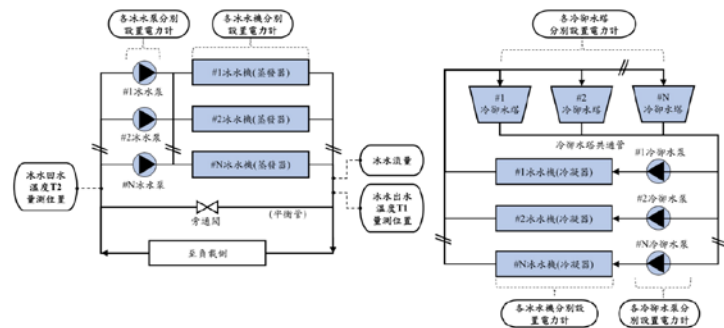 各冰水泵分別
設置電力計
各冰水機分別
設置電力計
#1冰水泵
#1冰水機(蒸發器)
#2冰水泵
#2冰水機(蒸發器)
#N冰水泵
#N冰水機(蒸發器)
冰水回水
溫度T2
量測位置
冰水流量
冰水出水
溫度T1
量測位置
旁通閥
(平衡管)
至負載側
各冷卻水塔
分別設置電力計
#1
冷卻水塔
#2
冷卻水塔
#N
冷卻水塔
冷卻水塔共通管
#1冷卻水泵
#1冰水機(冷凝器)
#2冷卻水泵
#2冰水機(冷凝器)
#N冷卻水泵
#N冰水機(冷凝器)
各冰水機分別設
置電力計
各冷卻水泵分
別設置電力計